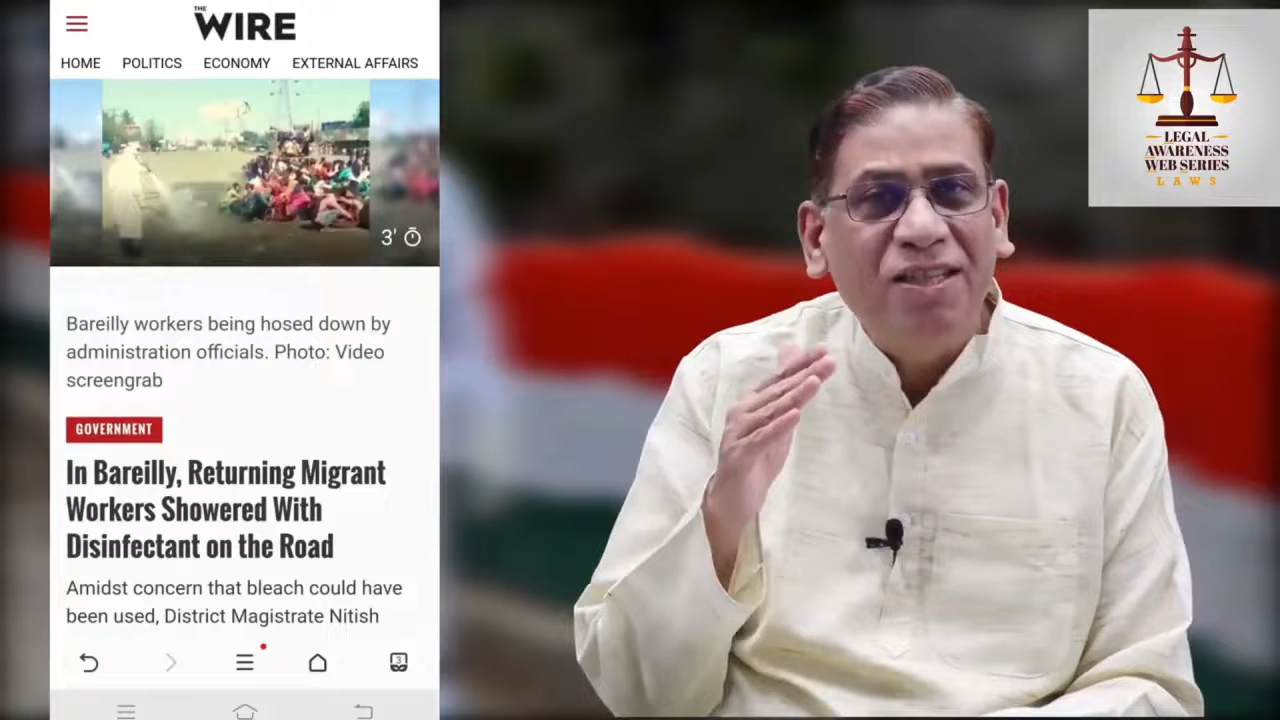 THE
WIRE
HOME POLITICS ECONOMY EXTERNAL AFFAIRS
3'
Bareilly workers being hosed down by
administration officials. Photo: Video
screengrab
GOVERNMENT
In Bareilly, Returning Migrant
Workers Showered With
Disinfectant on the Road
Amidst concern that bleach could have
been used, District Magistrate Nitish
3
LEGAL
AWARENESS
WEB SERIES
LAWS